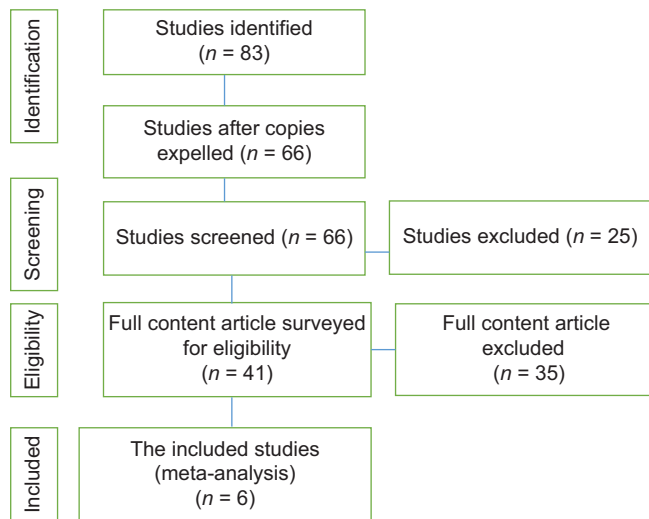 Identification
Studies identified
(n = 83)
Studies after copies
expelled (n = 66)
Screening
Studies screened (n = 66)
Studies excluded (n = 25)
Eligibility
Full content article surveyed
for eligibility
(n = 41)
Full content article
excluded
(n = 35)
Included
The included studies
(meta-analysis)
(n = 6)